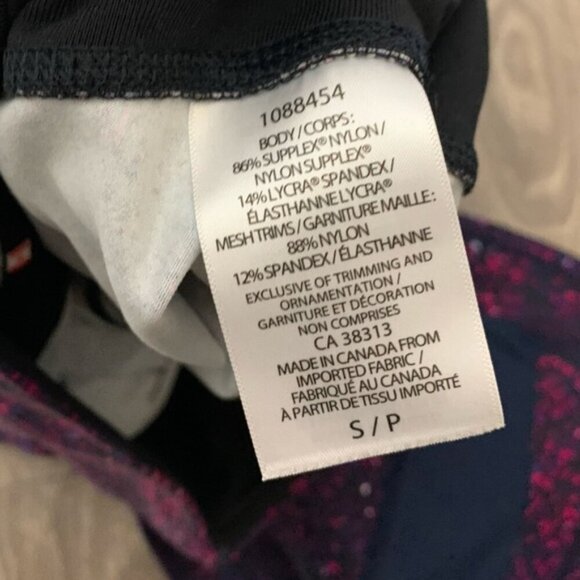 1088454
BODY / CORPS :
86% SUPPLEX® NYLON /
NYLON SUPPLEX®
14% LYCRA® SPANDEX /
ÉLASTHANNE LYCRA®
MESH TRIMS / GARNITURE MAILLE :
88% NYLON
12% SPANDEX / ÉLASTHANNE
EXCLUSIVE OF TRIMMING AND
ORNAMENTATION /
GARNITURE ET DÉCORATION
NON COMPRISES
CA 38313
MADE IN CANADA FROM
IMPORTED FABRIC /
FABRIQUÉ AU CANADA
À PARTIR DE TISSU IMPORTÉ
S / P